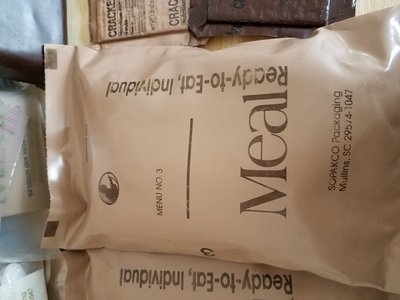 CRACKE
CRACK
Ready-to-Eat, Individual
MENU NO. 3
Meal
SOPAKCO Packaging
Mullins, SC 29574-1047
Ready-to-Eat, Individual